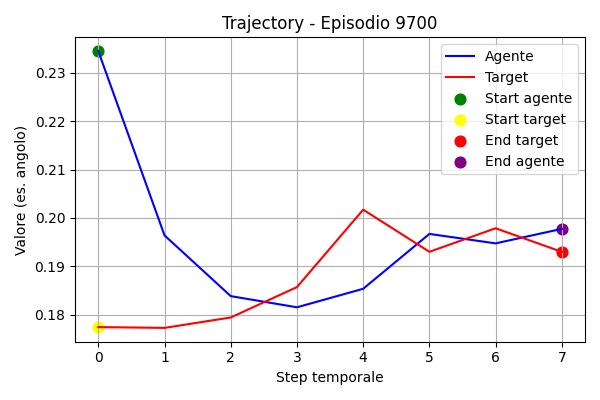 Trajectory - Episodio 9700
Valore (es. angolo)
0.23
0.22
0.21
0.20
0.19
0.18
0 1 2 3 4 5 6 7
Step temporale
Agente
Target
Start agente
Start target
End target
End agente